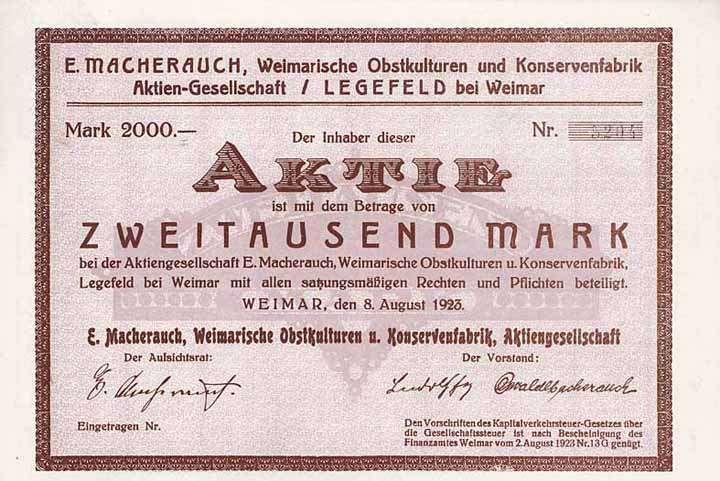 E. MACHERAUCH, Weimarische Obstkulturen und Konservenfabrik
Aktien-Gesellschaft / LEGEFELD bei Weimar
Mark 2000.— Nr. 5204
Der Inhaber dieser
AKTIE
ist mit dem Betrage von
ZWEITAUSEND MARK
bei der Aktiengesellschaft E. Macherauch, Weimarische Obstkulturen u. Konservenfabrik,
Legefeld bei Weimar mit allen satzungsmäßigen Rechten und Pflichten beteiligt.
WEIMAR, den 8. August 1923.
E. Macherauch, Weimarische Obstkulturen u. Konservenfabrik, Aktiengesellschaft
Der Aufsichtsrat: Der Vorstand:
Eingetragen Nr.
Den Vorschriften des Kapitalverkehrsteuer-Gesetzes über
die Gesellschaftssteuer ist nach Bescheinigung des
Finanzamtes Weimar vom 2. August 1923 Nr. 13 G genügt.